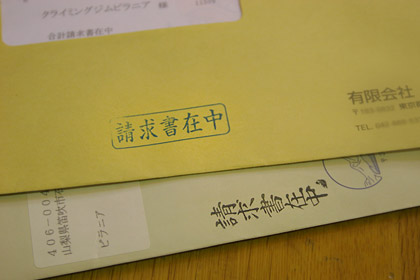 クライミングジムピラニア 様
合計請求書在中
請求書在中
有限会社
TEL.
406-004
山梨県笛吹市
ピラニア
請求書在中